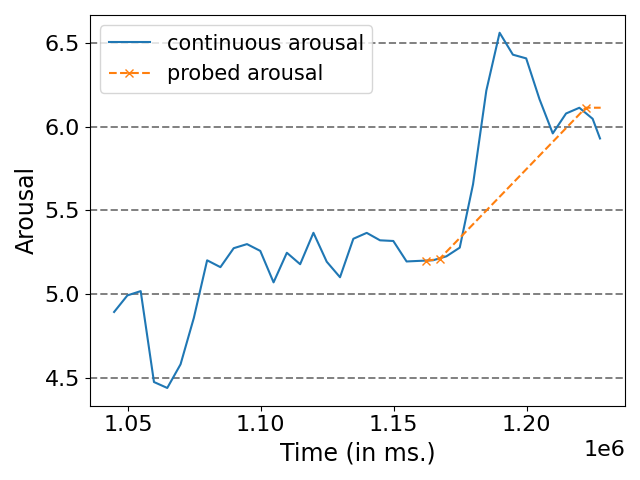 continuous arousal
probed arousal
6.5
6.0
5.5
5.0
4.5
Arousal
1.05
1.10
1.15
1.20
1e6
Time (in ms.)